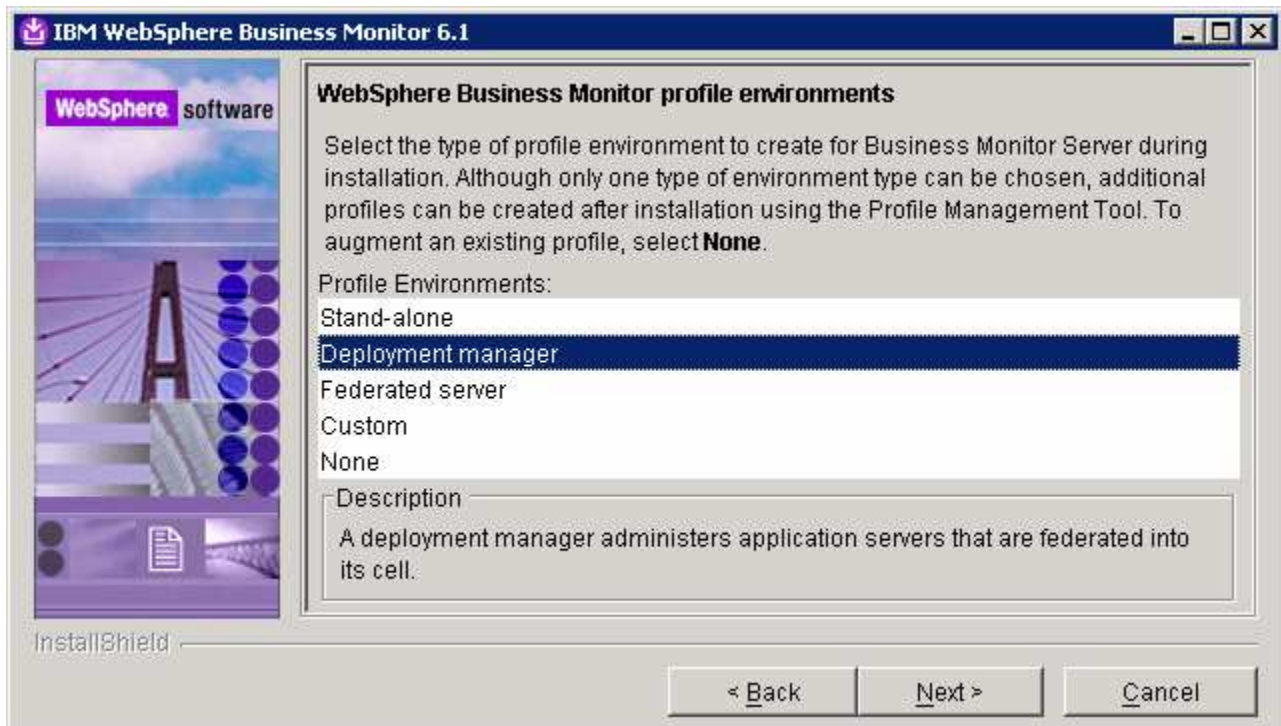 IBM WebSphere Business Monitor 6.1
WebSphere software
WebSphere Business Monitor profile environments
Select the type of profile environment to create for Business Monitor Server during
installation. Although only one type of environment type can be chosen, additional
profiles can be created after installation using the Profile Management Tool. To
augment an existing profile, select None.
Profile Environments:
Stand-alone
Deployment manager
Federated server
Custom
None
Description
A deployment manager administers application servers that are federated into
its cell.
InstallShield
< Back
Next >
Cancel